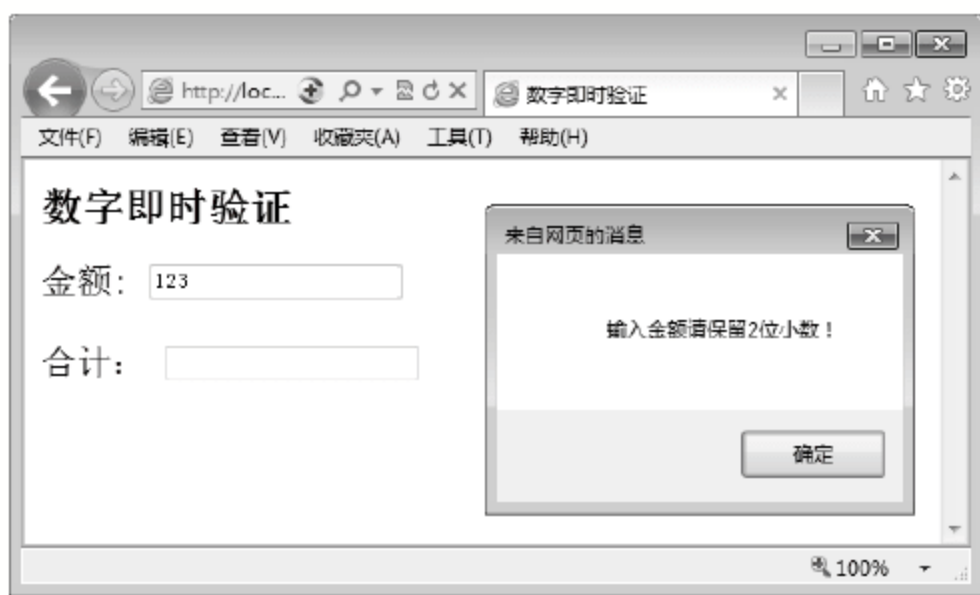 http://loc...
数字即时验证
文件(F) 编辑(E) 查看(V) 收藏夹(A) 工具(T) 帮助(H)
数字即时验证
金额: 123
合计:
来自网页的消息
输入金额请保留2位小数!
确定
100%